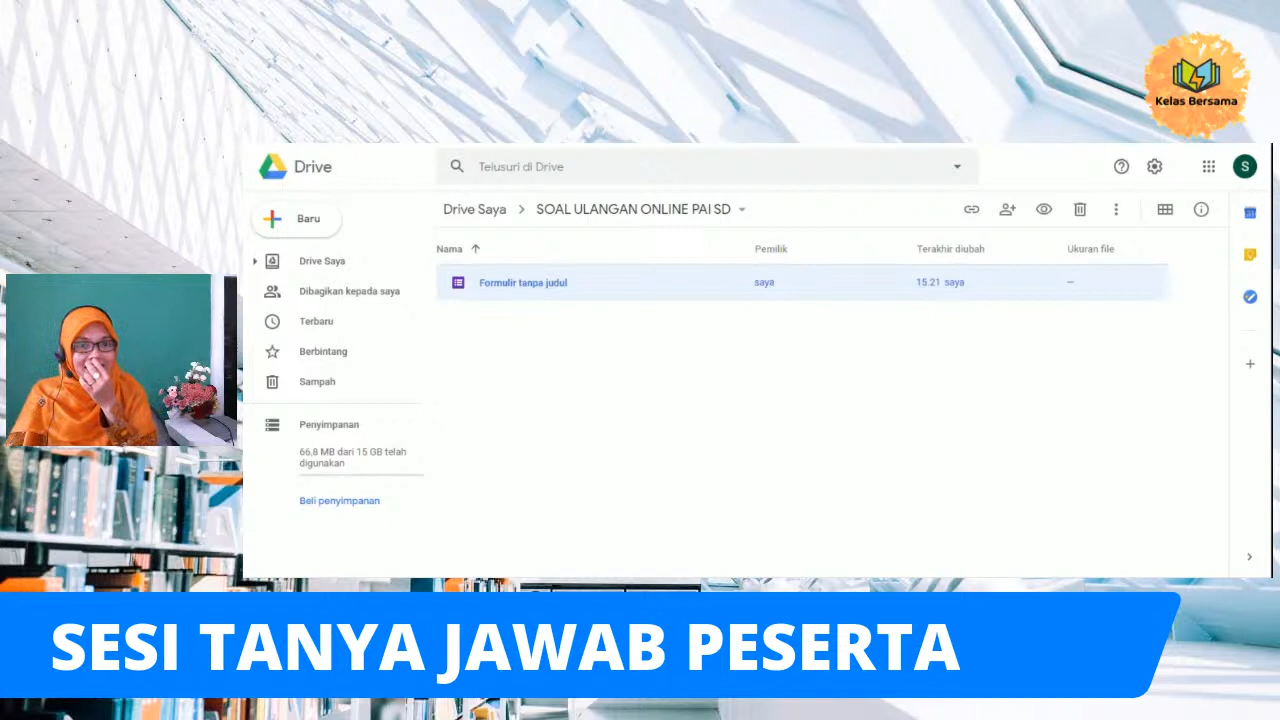 Kelas Bersama
Drive
Telusuri di Drive
S
Baru
Drive Saya > SOAL ULANGAN ONLINE PAI SD
Nama Pemilik Terakhir diubah Ukuran file
Formulir tanpa judul saya 15.21 saya —
Drive Saya
Dibagikan kepada saya
Terbaru
Berbintang
Sampah
Penyimpanan
66,8 MB dari 15 GB telah
digunakan
Beli penyimpanan
SESI TANYA JAWAB PESERTA